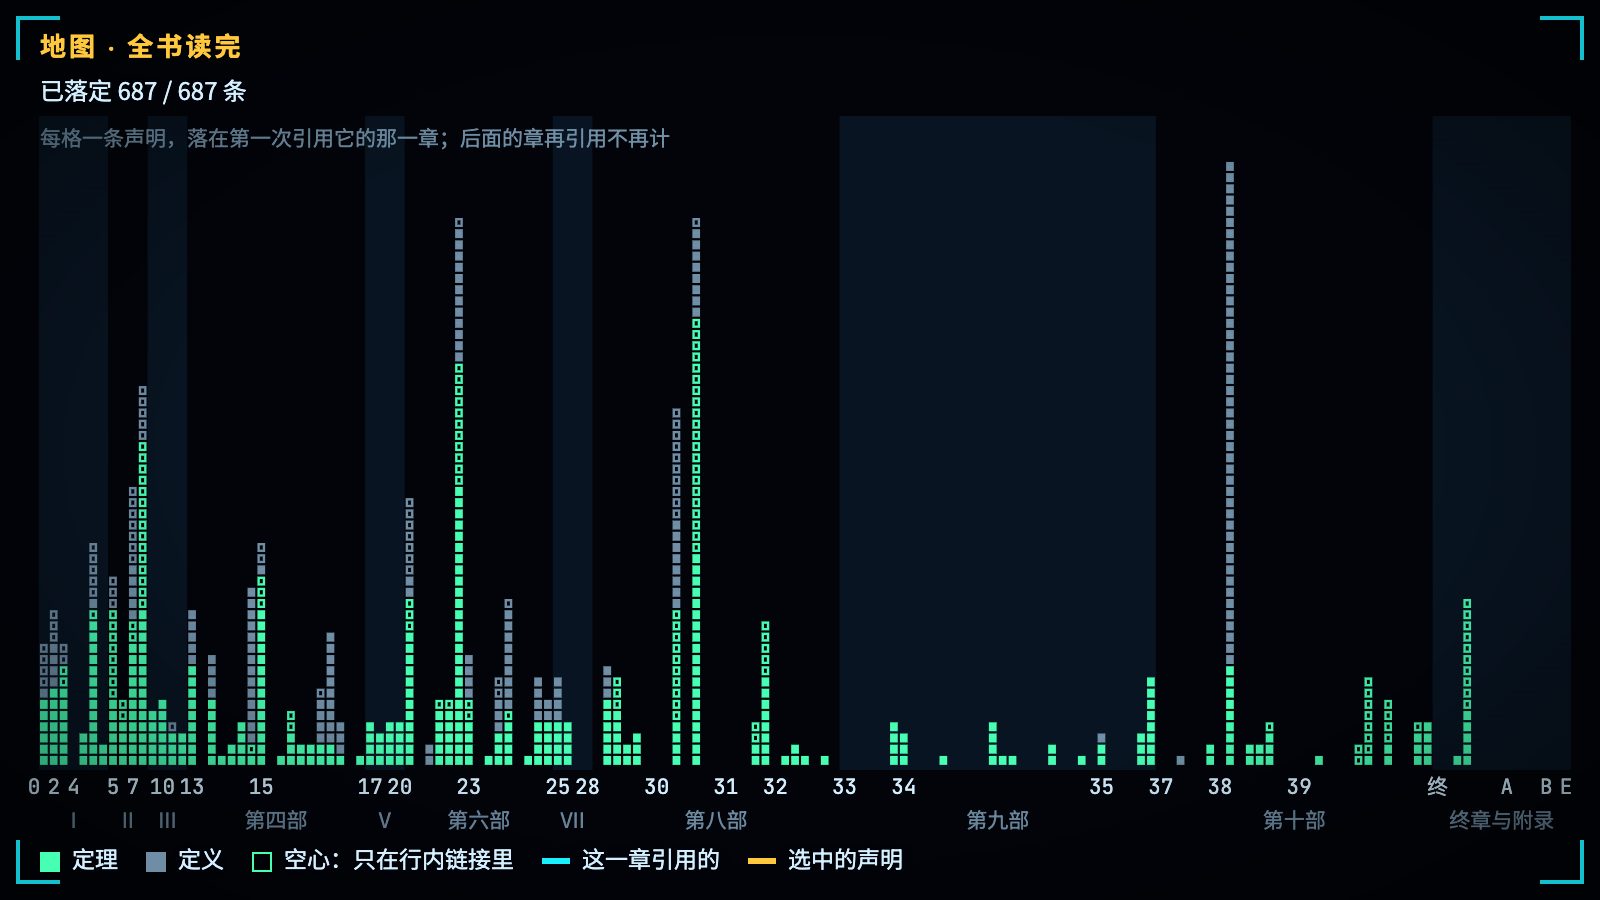 地图 · 全书读完
已落定 687 / 687 条
每格一条声明，落在第一次引用它的那一章；后面的章再引用不再计
0 2 4 5 7 10 13 15 17 20 23 25 28 30 31 32 33 34 35 37 38 39 终 A B E
I II III 第四部 V 第六部 VII 第八部 第九部 第十部 终章与附录
定理 定义 空心：只在行内链接里 这一章引用的 选中的声明